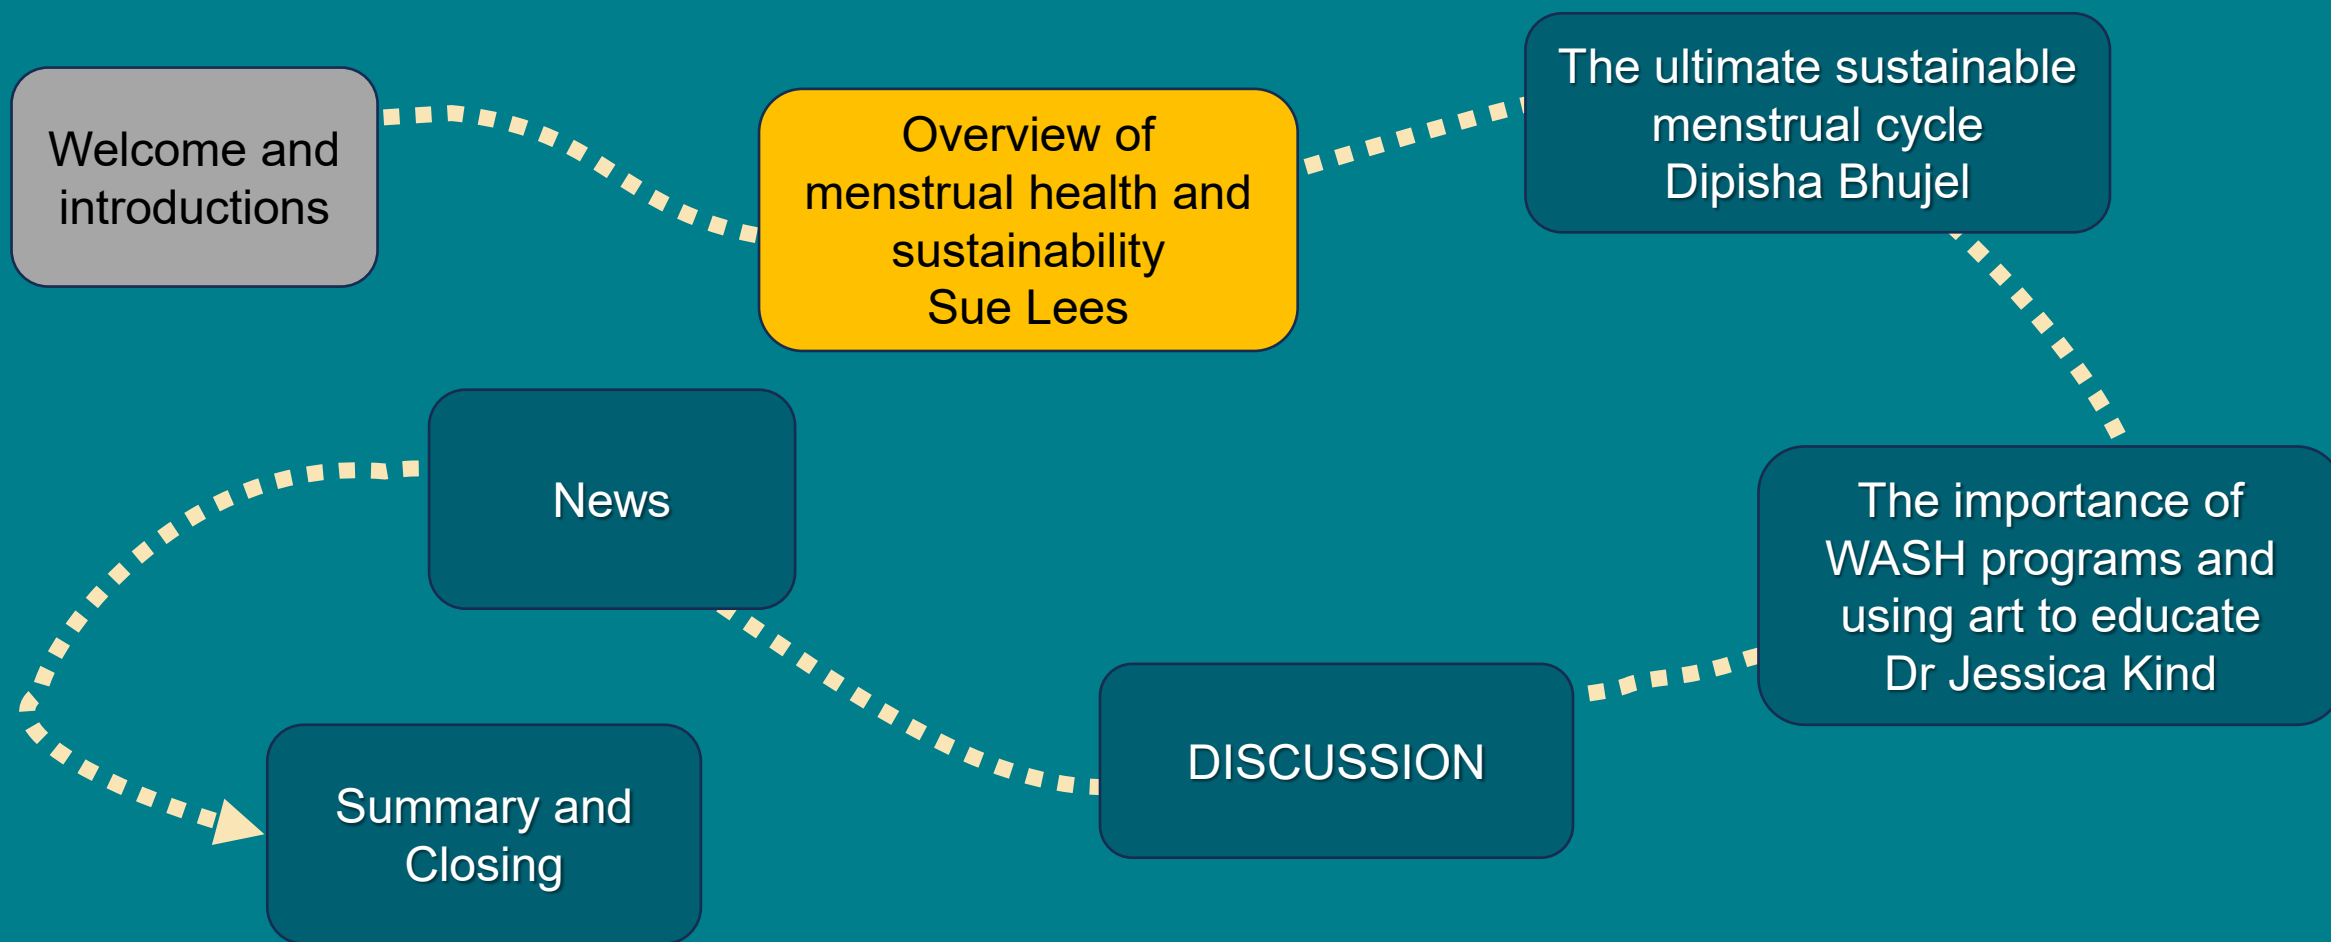 Welcome and
introductions
Overview of
menstrual health and
sustainability
Sue Lees
The ultimate sustainable
menstrual cycle
Dipisha Bhujel
The importance of
WASH programs and
using art to educate
Dr Jessica Kind
DISCUSSION
News
Summary and
Closing